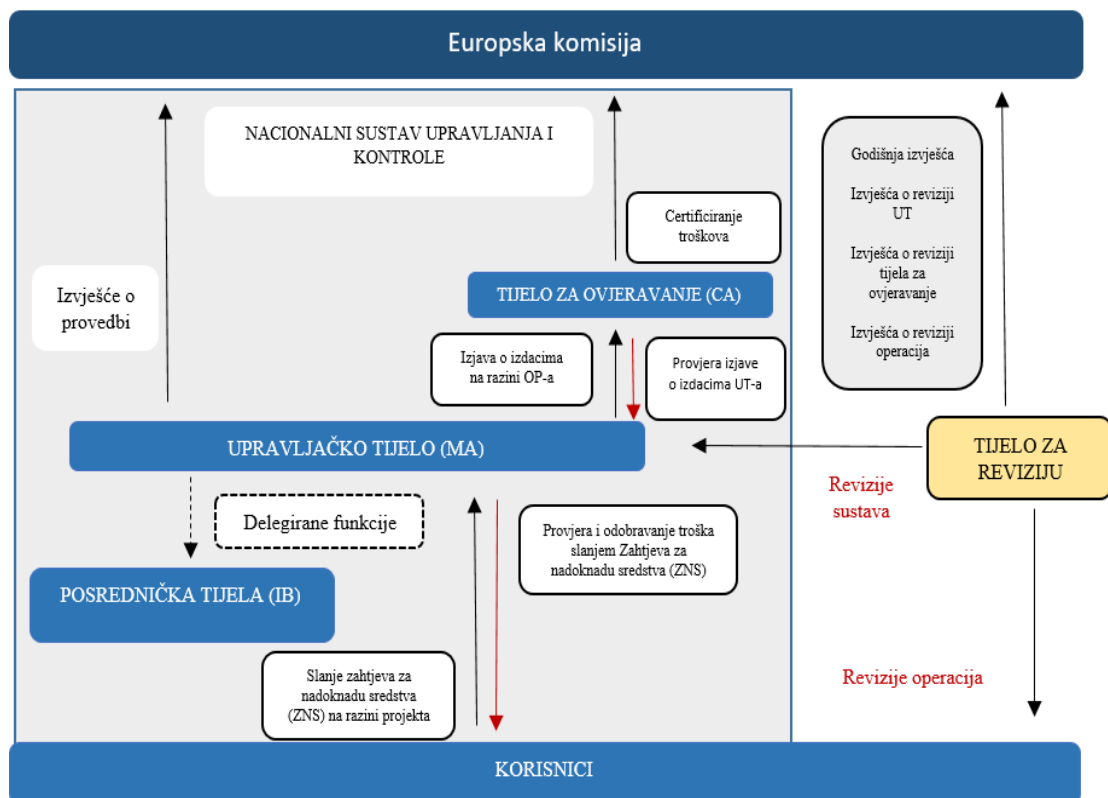 Europska komisija
NACIONALNI SUSTAV UPRAVLJANJA I
KONTROLE
Godišnja izvješća
Izvješća o reviziji
UT
Izvješća o reviziji
tijela za
ovjeravanje
Izvješća o reviziji
operacija
Certificiranje
troškova
Izvješće o
provedbi
TIJELO ZA OVJERAVANJE (CA)
Izjava o izdacima
na razini OP-a
Provjera izjave
o izdacima UT-a
UPRAVLJAČKO TIJELO (MA)
TIJELO ZA
REVIZIJU
Revizije
sustava
Delegirane funkcije
Provjera i odobravanje troška
slanjem Zahtjeva za
nadoknadu sredstva (ZNS)
POSREDNIČKA TIJELA (IB)
Slanje zahtjeva za
nadoknadu sredstva
(ZNS) na razini projekta
Revizije operacija
KORISNICI